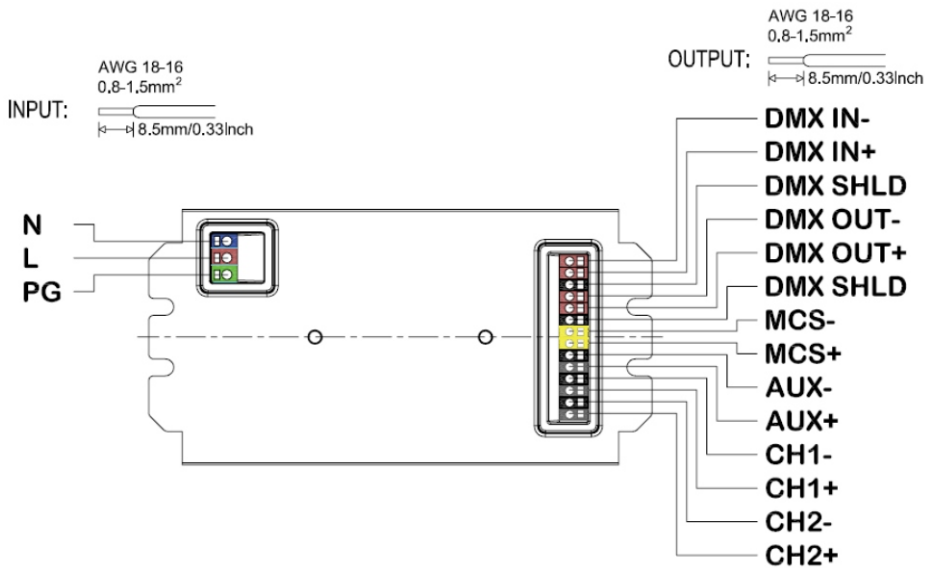 AWG 18-16
0.8-1.5mm²
INPUT:
8.5mm/0.33Inch
AWG 18-16
0.8-1.5mm²
OUTPUT:
8.5mm/0.33Inch
N
L
PG
DMX IN-
DMX IN+
DMX SHLD
DMX OUT-
DMX OUT+
DMX SHLD
MCS-
MCS+
AUX-
AUX+
CH1-
CH1+
CH2-
CH2+